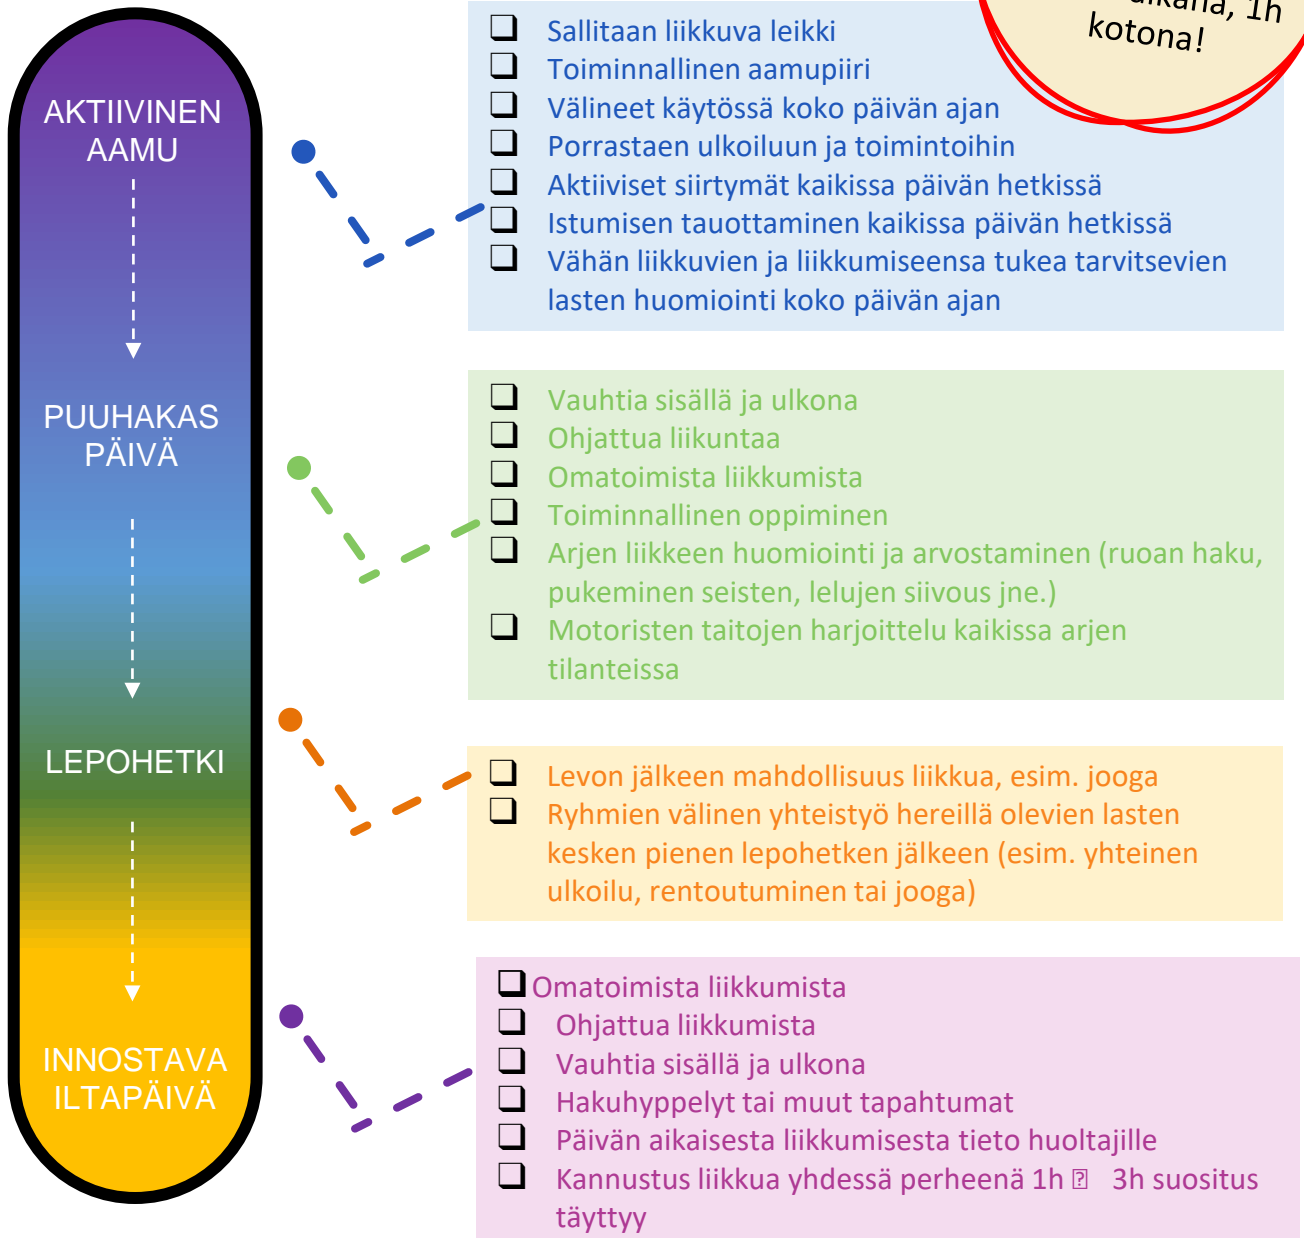 kotona!
1h
AKTIIVINEN
AAMU
❑ Sallitaan liikkuva leikki
❑ Toiminnallinen aamupiiri
❑ Välineet käytössä koko päivän ajan
❑ Porrastaen ulkoiluun ja toimintoihin
❑ Aktiiviset siirtymät kaikissa päivän hetkissä
❑ Istumisen tauottaminen kaikissa päivän hetkissä
❑ Vähän liikkuvien ja liikkumiseensa tukea tarvitsevien
lasten huomiointi koko päivän ajan
PUUHAKAS
PÄIVÄ
❑ Vauhtia sisällä ja ulkona
❑ Ohjattua liikuntaa
❑ Omatoimista liikkumista
❑ Toiminnallinen oppiminen
❑ Arjen liikkeen huomiointi ja arvostaminen (ruoan haku,
pukeminen seisten, lelujen siivous jne.)
❑ Motoristen taitojen harjoittelu kaikissa arjen
tilanteissa
LEPOHETKI
❑ Levon jälkeen mahdollisuus liikkua, esim. jooga
❑ Ryhmien välinen yhteistyö hereillä olevien lasten
kesken pienen lepohetken jälkeen (esim. yhteinen
ulkoilu, rentoutuminen tai jooga)
INNOSTAVA
ILTAPÄIVÄ
❑ Omatoimista liikkumista
❑ Ohjattua liikkumista
❑ Vauhtia sisällä ja ulkona
❑ Hakuhyppelyt tai muut tapahtumat
❑ Päivän aikaisesta liikkumisesta tieto huoltajille
❑ Kannustus liikkua yhdessä perheenä 1h ⍰ 3h suositus
täyttyy